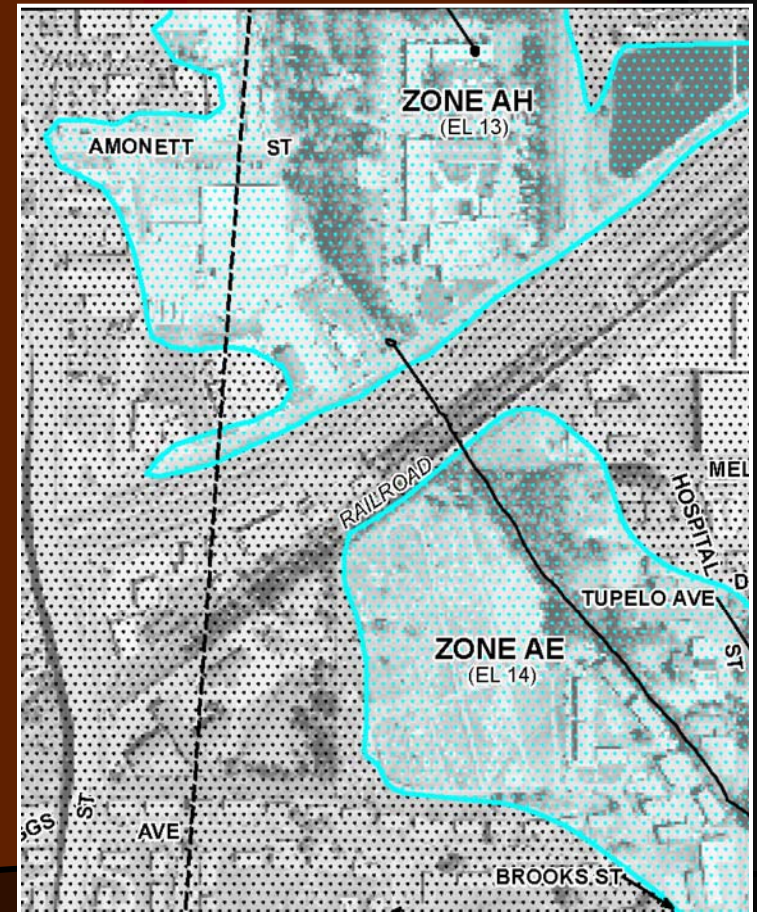 ZONE AH
(EL 13)
AMONETT ST
RAILROAD
MEL
HOSPITAL
D
TUPELO AVE
ST
ZONE AE
(EL 14)
GGS
ST
AVE
BROOKS ST